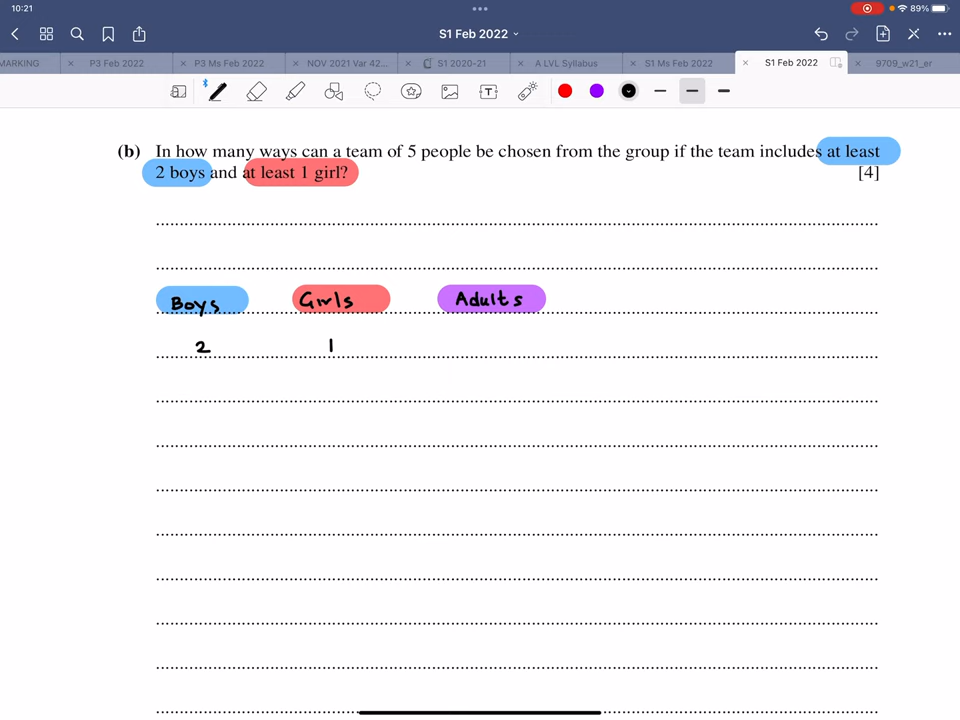 10:21
89%
S1 Feb 2022
MARKING
P3 Feb 2022
P3 Ms Feb 2022
NOV 2021 Var 42...
S1 2020-21
A LVL Syllabus
S1 Ms Feb 2022
S1 Feb 2022
9709_w21_er
(b) In how many ways can a team of 5 people be chosen from the group if the team includes at least
2 boys and at least 1 girl? [4]
Boys Girls Adults
2 1